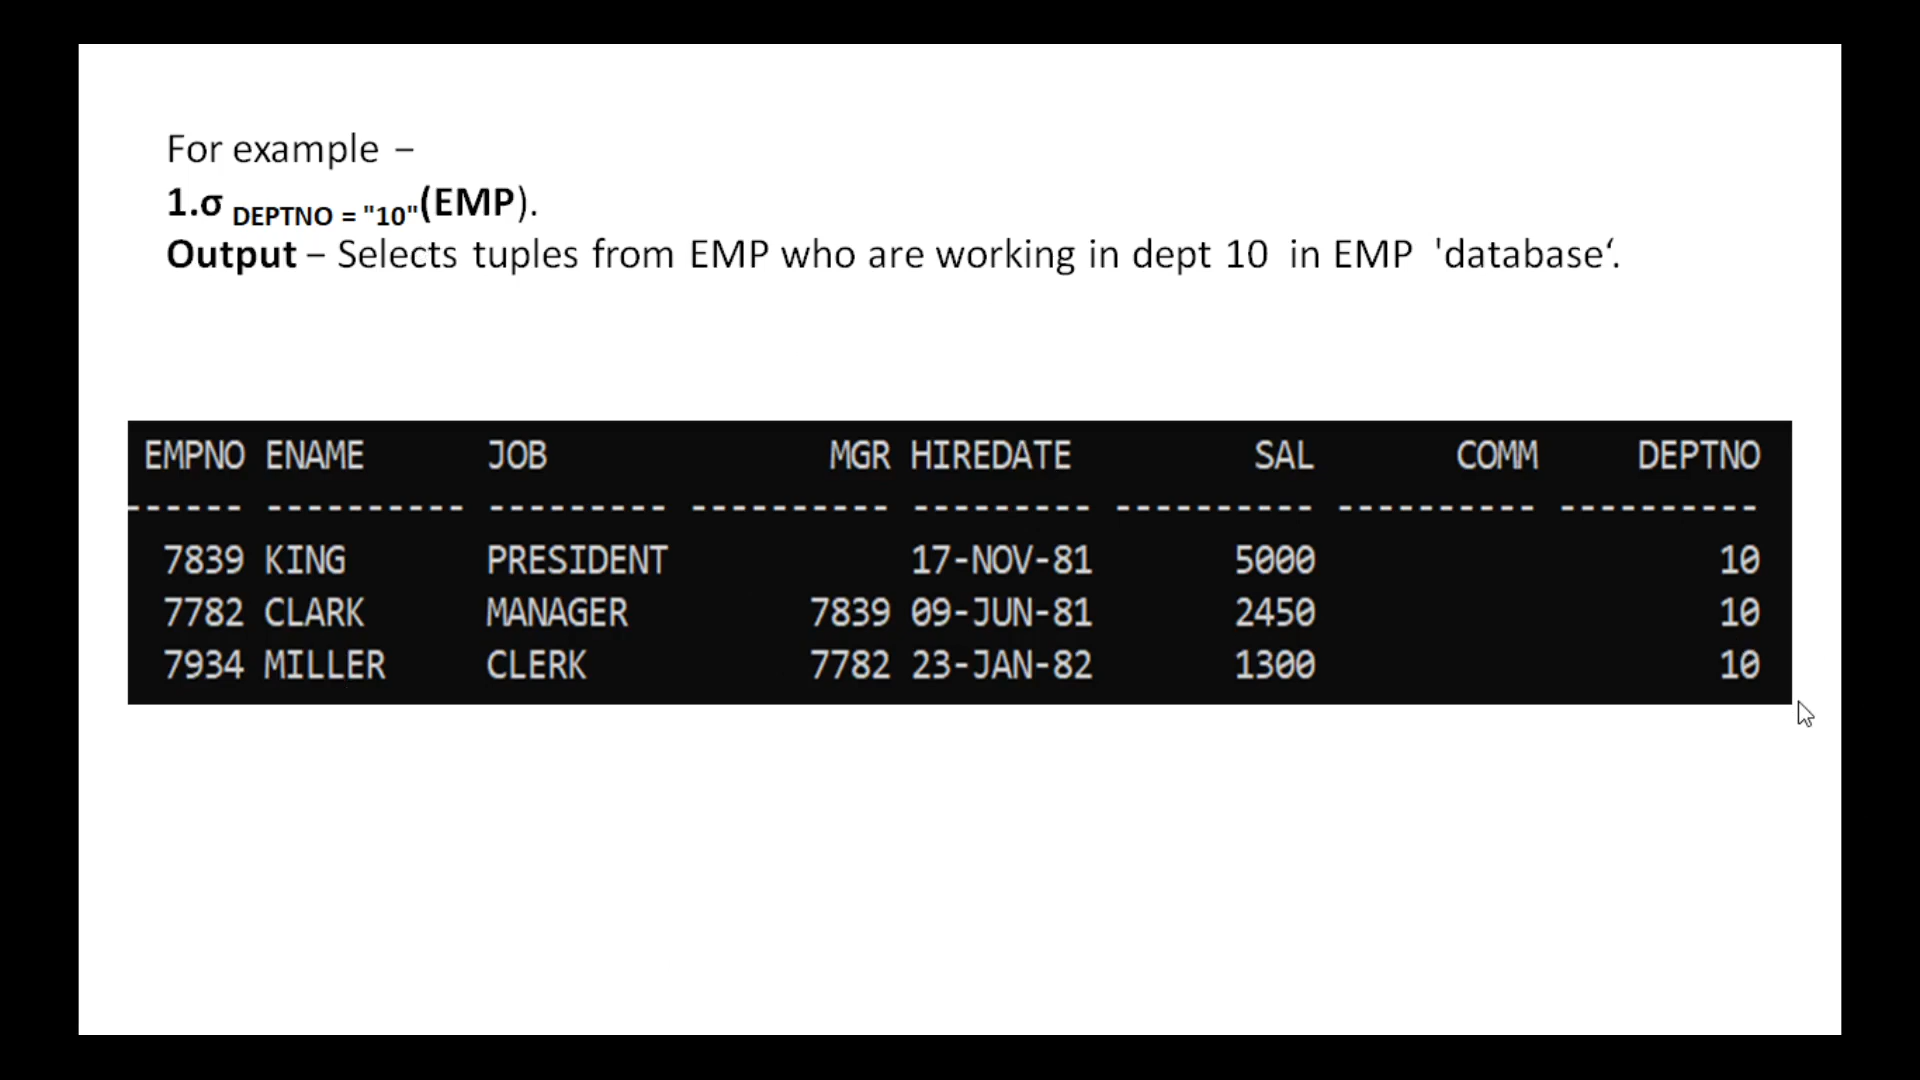 For example –
1.σ DEPTNO = "10"(EMP).
Output – Selects tuples from EMP who are working in dept 10 in EMP 'database‘.
EMPNO ENAME JOB MGR HIREDATE SAL COMM DEPTNO
------ ---------- --------- ---------- --------- ---------- ---------- ----------
7839 KING PRESIDENT 17-NOV-81 5000 10
7782 CLARK MANAGER 7839 09-JUN-81 2450 10
7934 MILLER CLERK 7782 23-JAN-82 1300 10